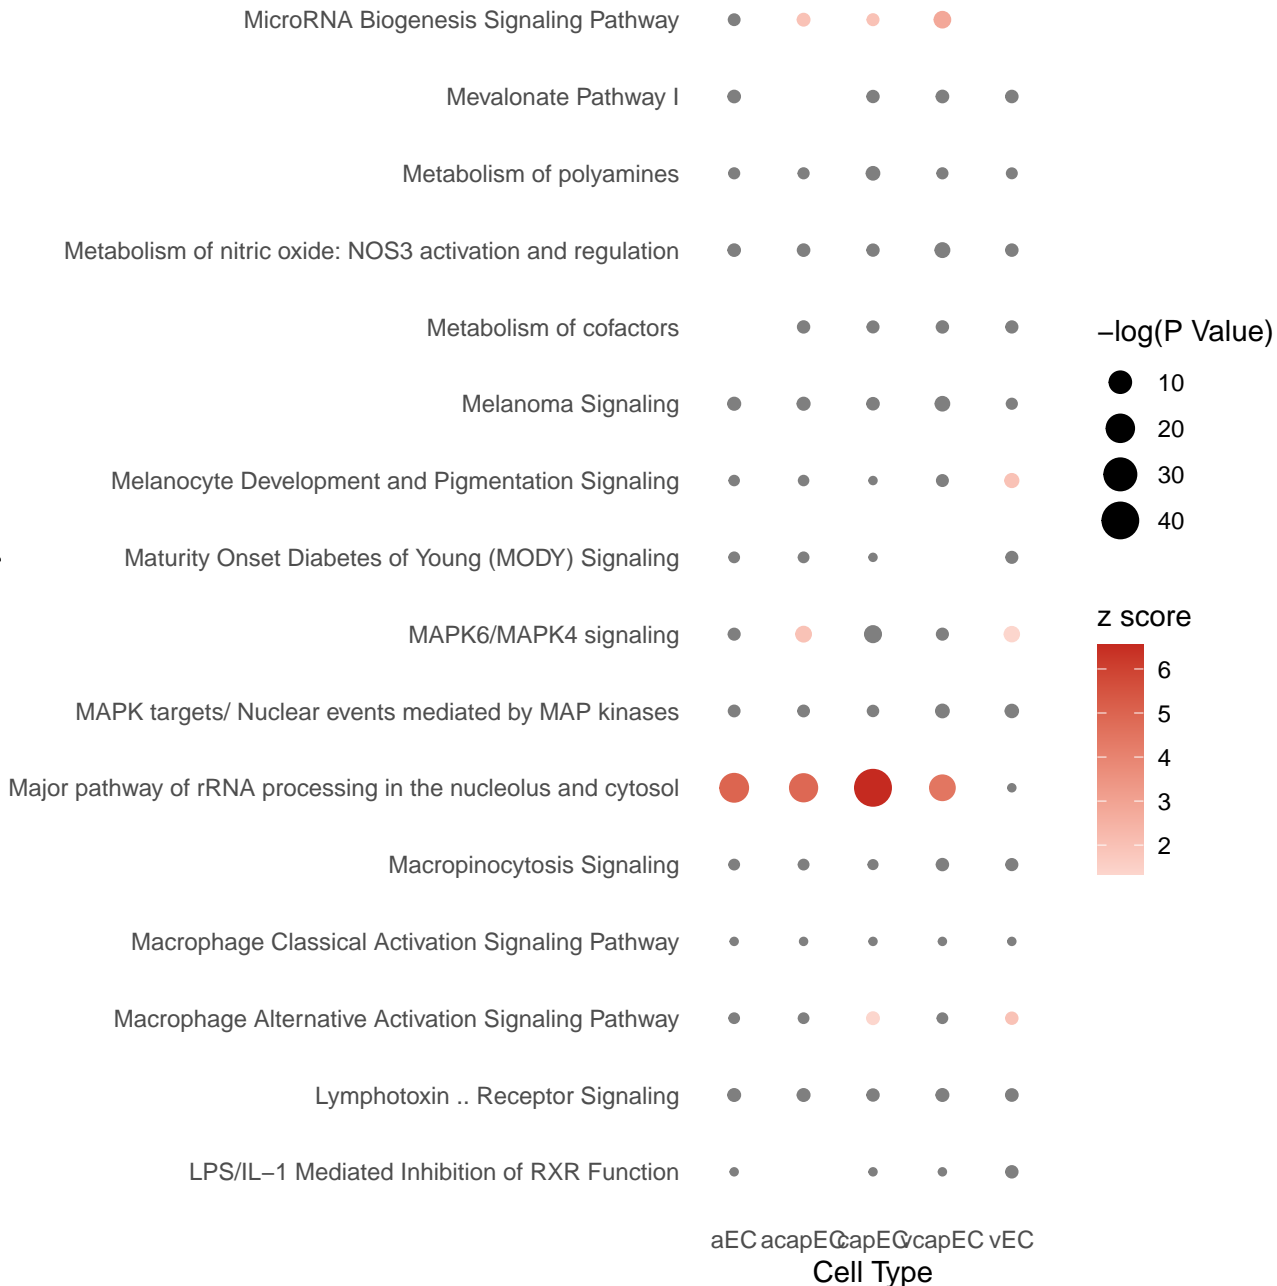 MicroRNA Biogenesis Signaling Pathway
Mevalonate Pathway I
Metabolism of polyamines
Metabolism of nitric oxide: NOS3 activation and regulation
Metabolism of cofactors
Melanoma Signaling
Melanocyte Development and Pigmentation Signaling
Maturity Onset Diabetes of Young (MODY) Signaling
MAPK6/MAPK4 signaling
MAPK targets/ Nuclear events mediated by MAP kinases
Major pathway of rRNA processing in the nucleolus and cytosol
Macropinocytosis Signaling
Macrophage Classical Activation Signaling Pathway
Macrophage Alternative Activation Signaling Pathway
Lymphotoxin .. Receptor Signaling
LPS/IL−1 Mediated Inhibition of RXR Function
aEC acapEC capEC vcapEC vEC
Cell Type
−log(P Value)
10
20
30
40
z score
6
5
4
3
2